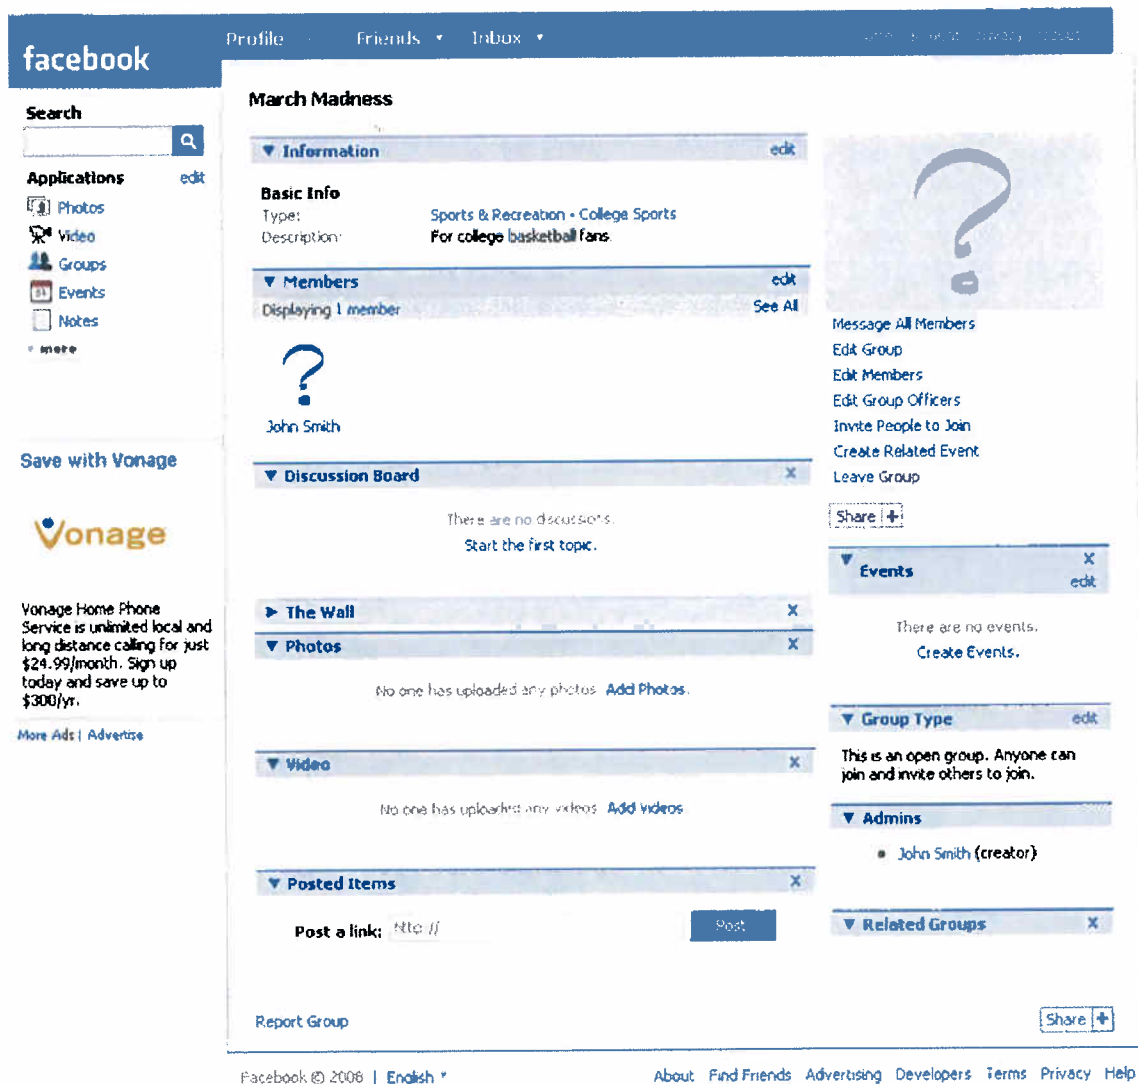 facebook
Profile Friends Inbox
Search
Applications edit
Photos
Video
Groups
Events
Notes
more
Save with Vonage
Vonage
Vonage Home Phone
Service is unlimited local and
long distance calling for just
$24.99/month. Sign up
today and save up to
$300/yr.
More Ads | Advertise
March Madness
Information edit
Basic Info
Type: Sports & Recreation - College Sports
Description: For college basketball fans.
Members edit
Displaying 1 member See All
?
John Smith
Discussion Board x
There are no discussions.
Start the first topic.
The Wall x
Photos x
No one has uploaded any photos. Add Photos.
Video x
No one has uploaded any videos. Add videos
Posted Items x
Post a link: http:// Post
Report Group
?
Message All Members
Edit Group
Edit Members
Edit Group Officers
Invite People to Join
Create Related Event
Leave Group
Share +
Events x
edit
There are no events.
Create Events.
Group Type edit
This is an open group. Anyone can
join and invite others to join.
Admins
• John Smith (creator)
Related Groups x
Share +
Facebook © 2008 | English
About Find Friends Advertising Developers Terms Privacy Help